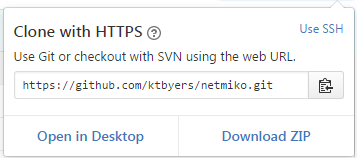 Clone with HTTPS
Use SSH
Use Git or checkout with SVN using the web URL.
https://github.com/ktbyers/netmiko.git
Open in Desktop
Download ZIP